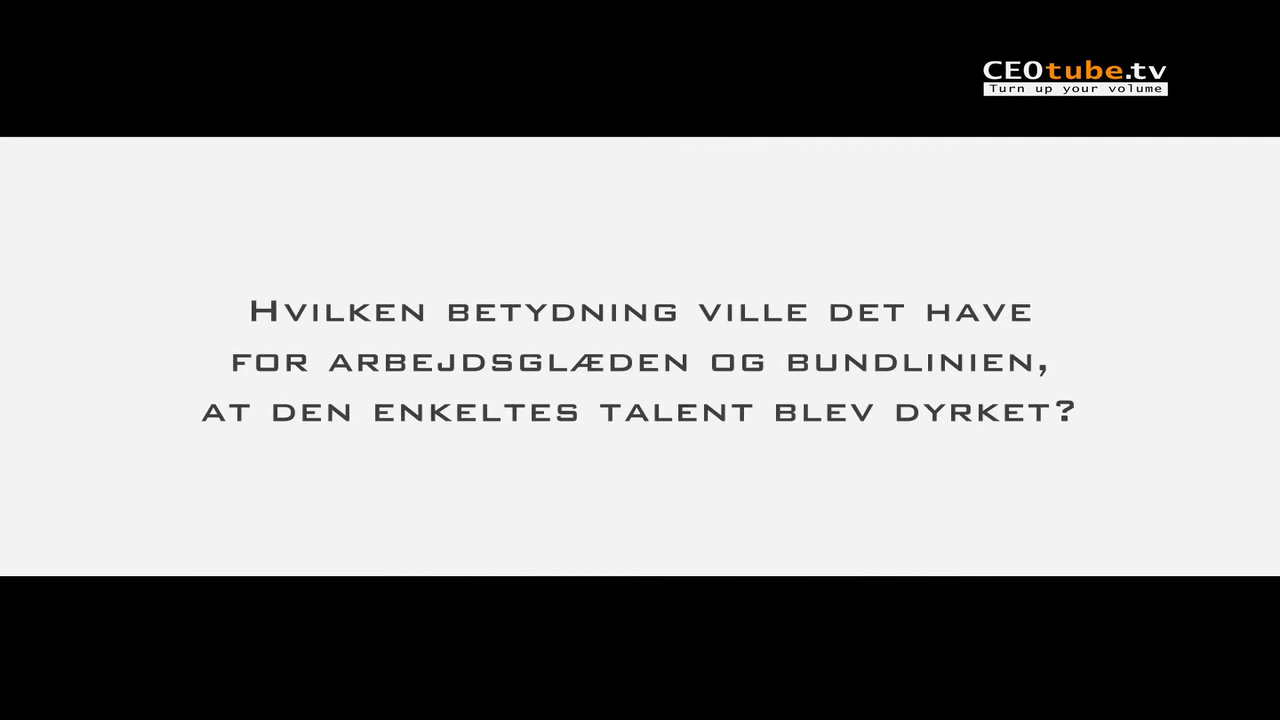 CEOtube.tv
Turn up your volume
Hvilken betydning ville det have
for arbejdsglæden og bundlinien,
at den enkeltes talent blev dyrket?